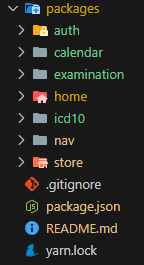 packages
auth
calendar
examination
home
icd10
nav
store
.gitignore
package.json
README.md
yarn.lock